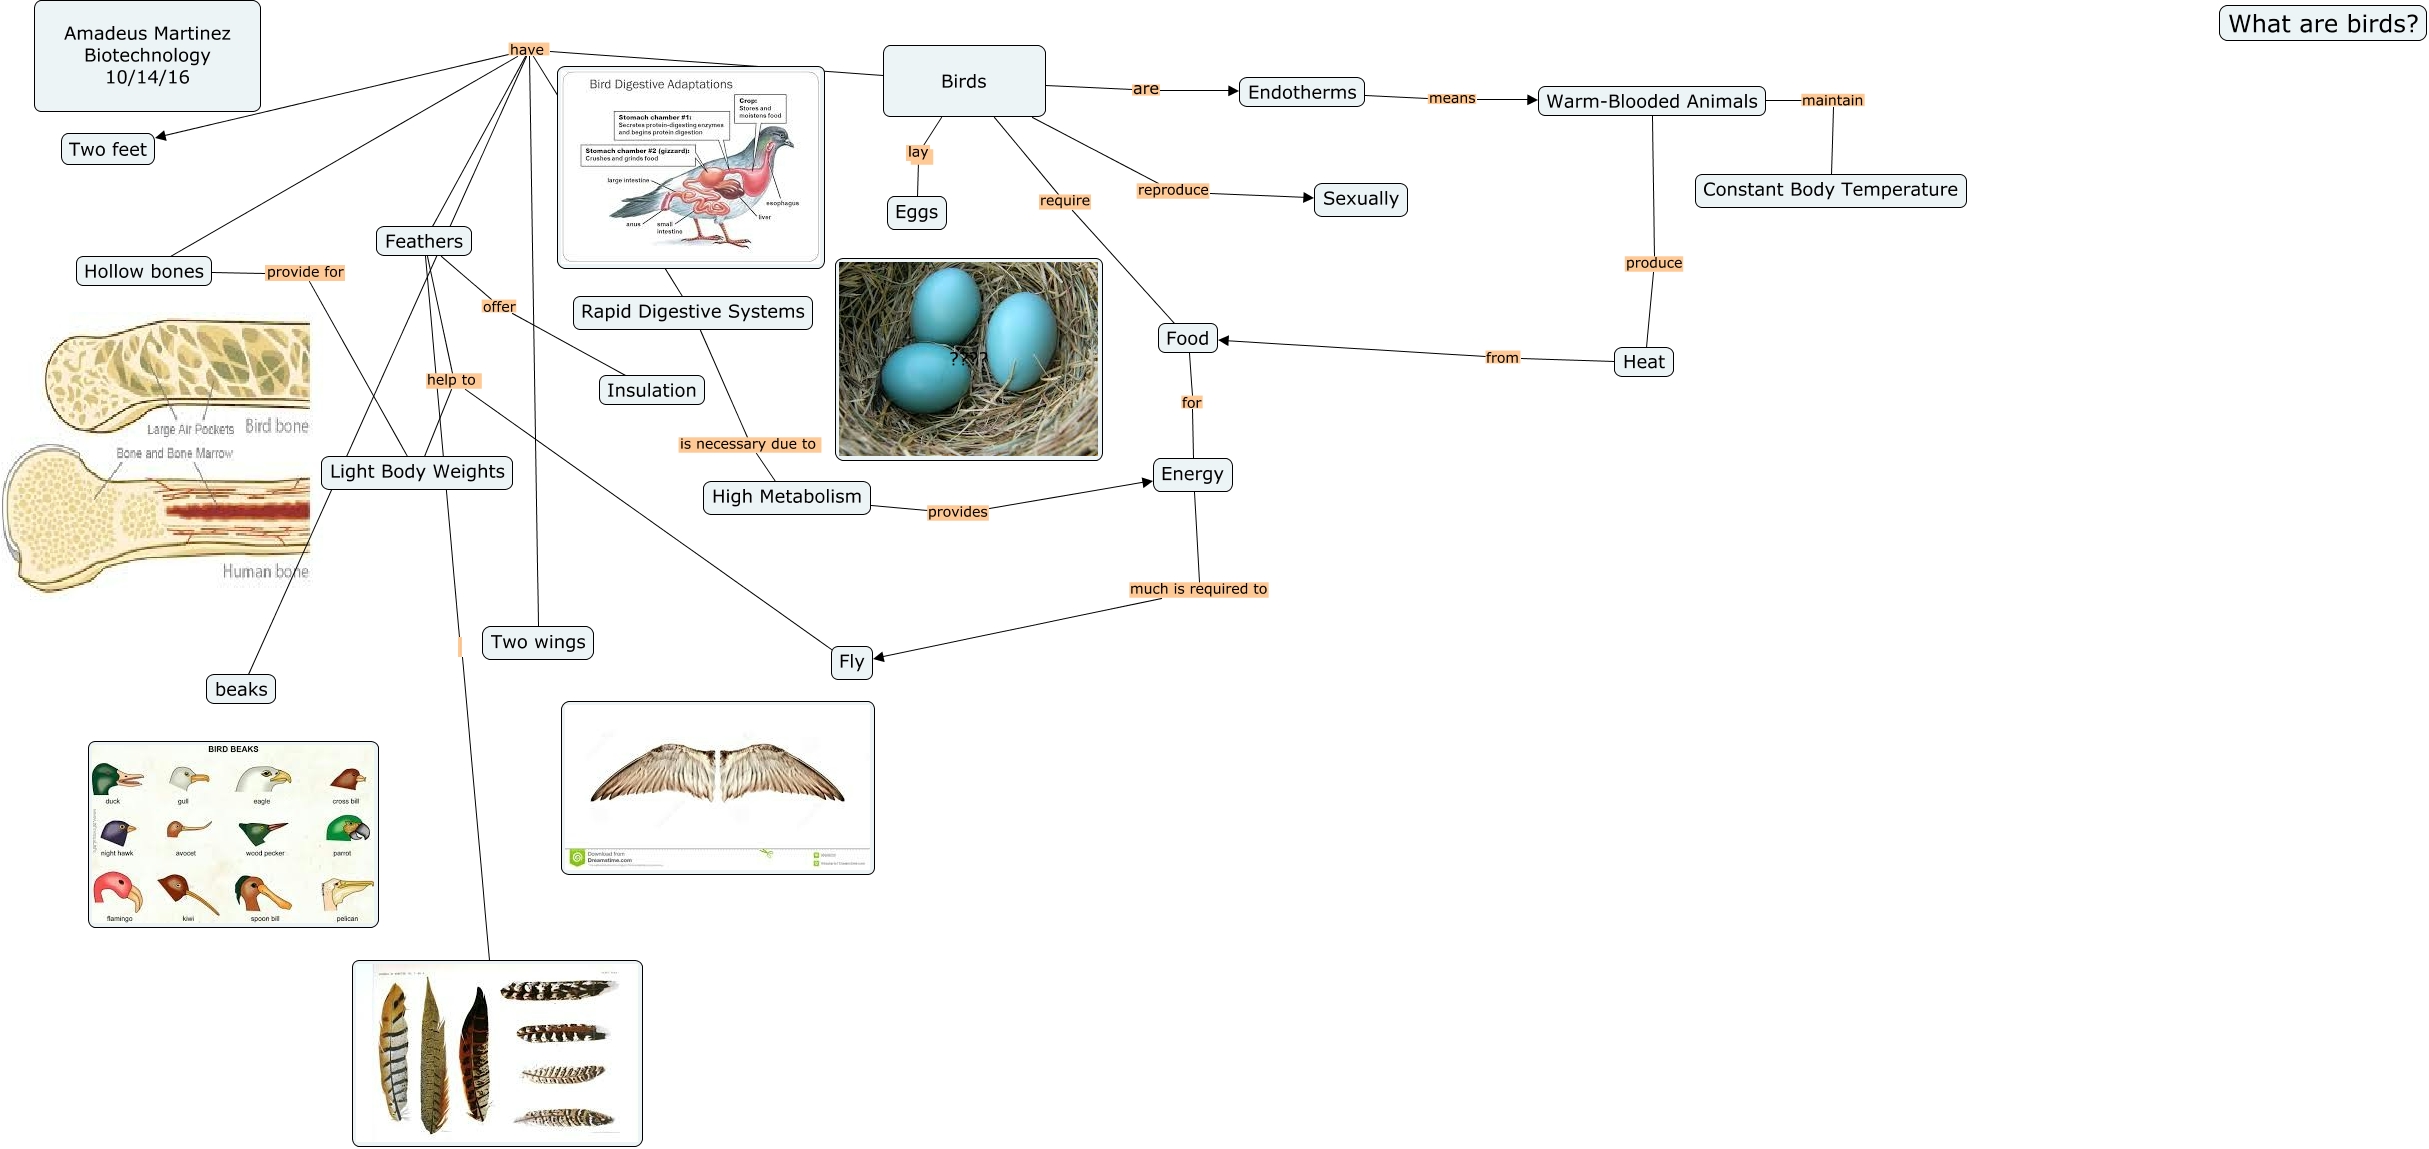 What are birds?
Amadeus Martinez
Biotechnology
10/14/16
have
Birds
are
Endotherms
means
Warm-Blooded Animals
maintain
Constant Body Temperature
Two feet
lay
Eggs
require
reproduce
Sexually
Bird Digestive Adaptations
Crop:
Stores and
moistens food
Stomach chamber #1:
Secretes protein-digesting enzymes
and begins protein digestion
Stomach chamber #2 (gizzard):
Crushes and grinds food
large intestine
esophagus
liver
anus
small
intestine
Feathers
Hollow bones
provide for
offer
produce
Rapid Digestive Systems
Food
from
Heat
????
help to
Insulation
for
Large Air Pockets
Bird bone
Bone and Bone Marrow
Human bone
is necessary due to
Light Body Weights
High Metabolism
provides
Energy
much is required to
Two wings
Fly
beaks
BIRD BEAKS
duck
gull
eagle
cross bill
night hawk
avocet
wood pecker
parrot
flamingo
kiwi
spoon bill
pelican
Download from
Dreamstime.com